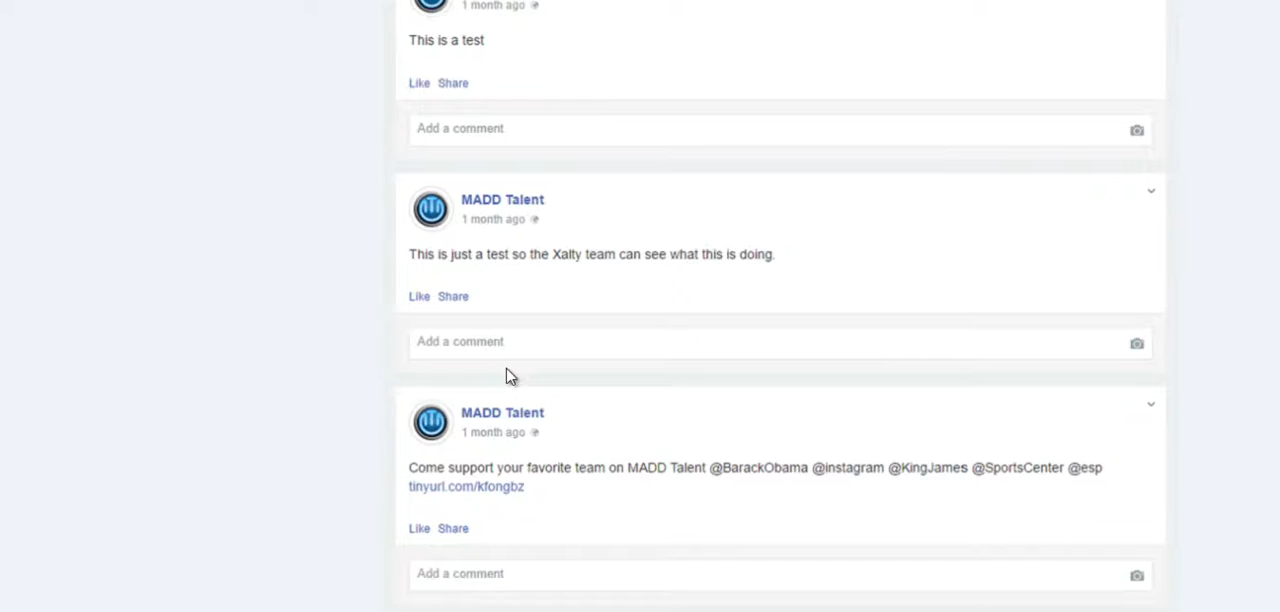 1 month ago
This is a test
Like Share
Add a comment
MADD Talent
1 month ago
This is just a test so the Xalty team can see what this is doing.
Like Share
Add a comment
MADD Talent
1 month ago
Come support your favorite team on MADD Talent @BarackObama @instagram @KingJames @SportsCenter @esp
tinyurl.com/kfongbz
Like Share
Add a comment